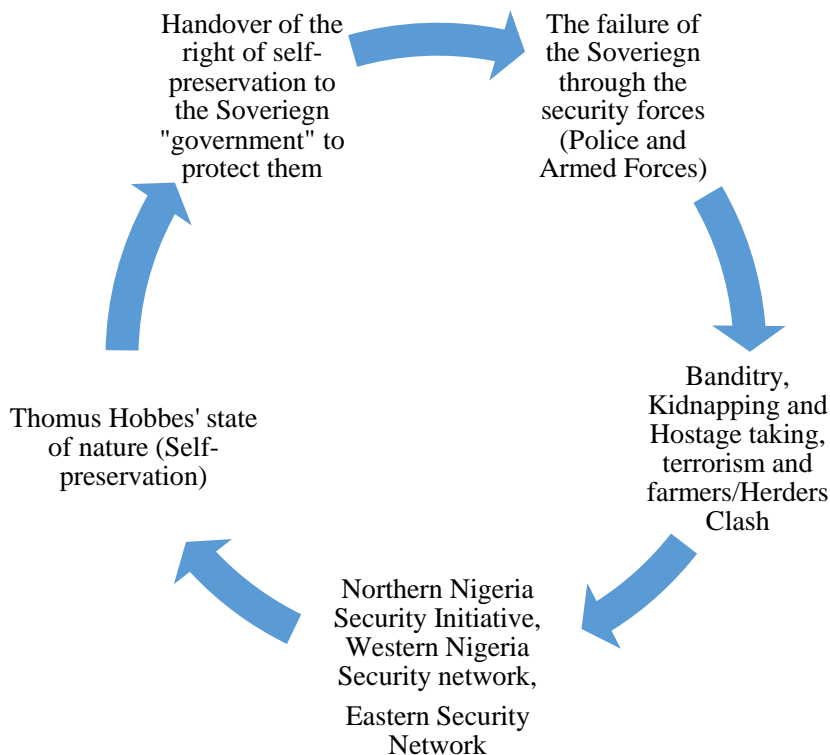 Handover of the
right of self-
preservation to
the Soveriegn
"government" to
protect them
The failure of
the Soveriegn
through the
security forces
(Police and
Armed Forces)
Banditry,
Kidnapping and
Hostage taking,
terrorism and
farmers/Herders
Clash
Northern Nigeria
Security Initiative,
Western Nigeria
Security network,
Eastern Security
Network
Thomus Hobbes' state
of nature (Self-
preservation)